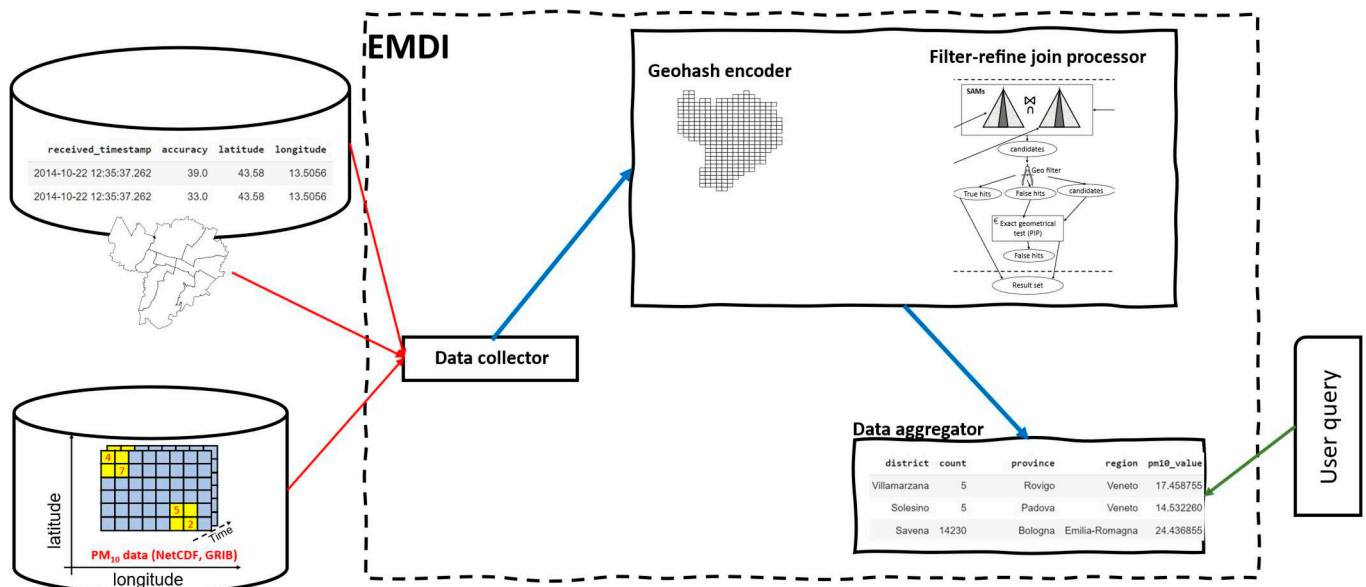 EMDI
received_timestamp accuracy latitude longitude
2014-10-22 12:35:37.262 39.0 43.58 13.5056
2014-10-22 12:35:37.262 33.0 43.58 13.5056
Geohash encoder
Filter-refine join processor
SAMs
⋈
∩
candidates
Geo filter
True hits
False hits
candidates
€ Exact geometrical
test (PIP)
False hits
Result set
Data collector
latitude
4
7
5
2
Time
PM₁₀ data (NetCDF, GRIB)
longitude
Data aggregator
district count province region pm10_value
Villamarzana 5 Rovigo Veneto 17.458755
Solesino 5 Padova Veneto 14.532260
Savena 14230 Bologna Emilia-Romagna 24.436855
User query